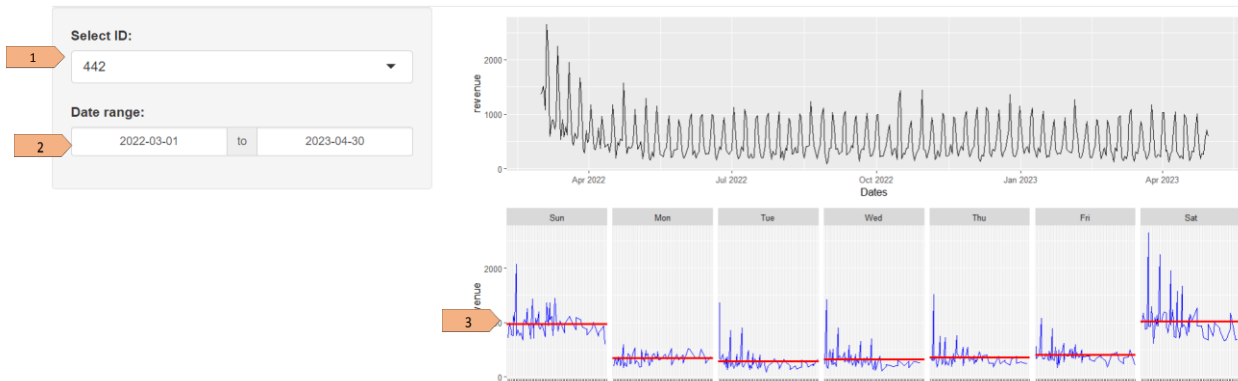 Select ID:
1
442
Date range:
2
2022-03-01 to 2023-04-30
revenue
2000
1000
0
Apr 2022 Jul 2022 Oct 2022 Jan 2023 Apr 2023
Dates
Sun Mon Tue Wed Thu Fri Sat
2000
3
0